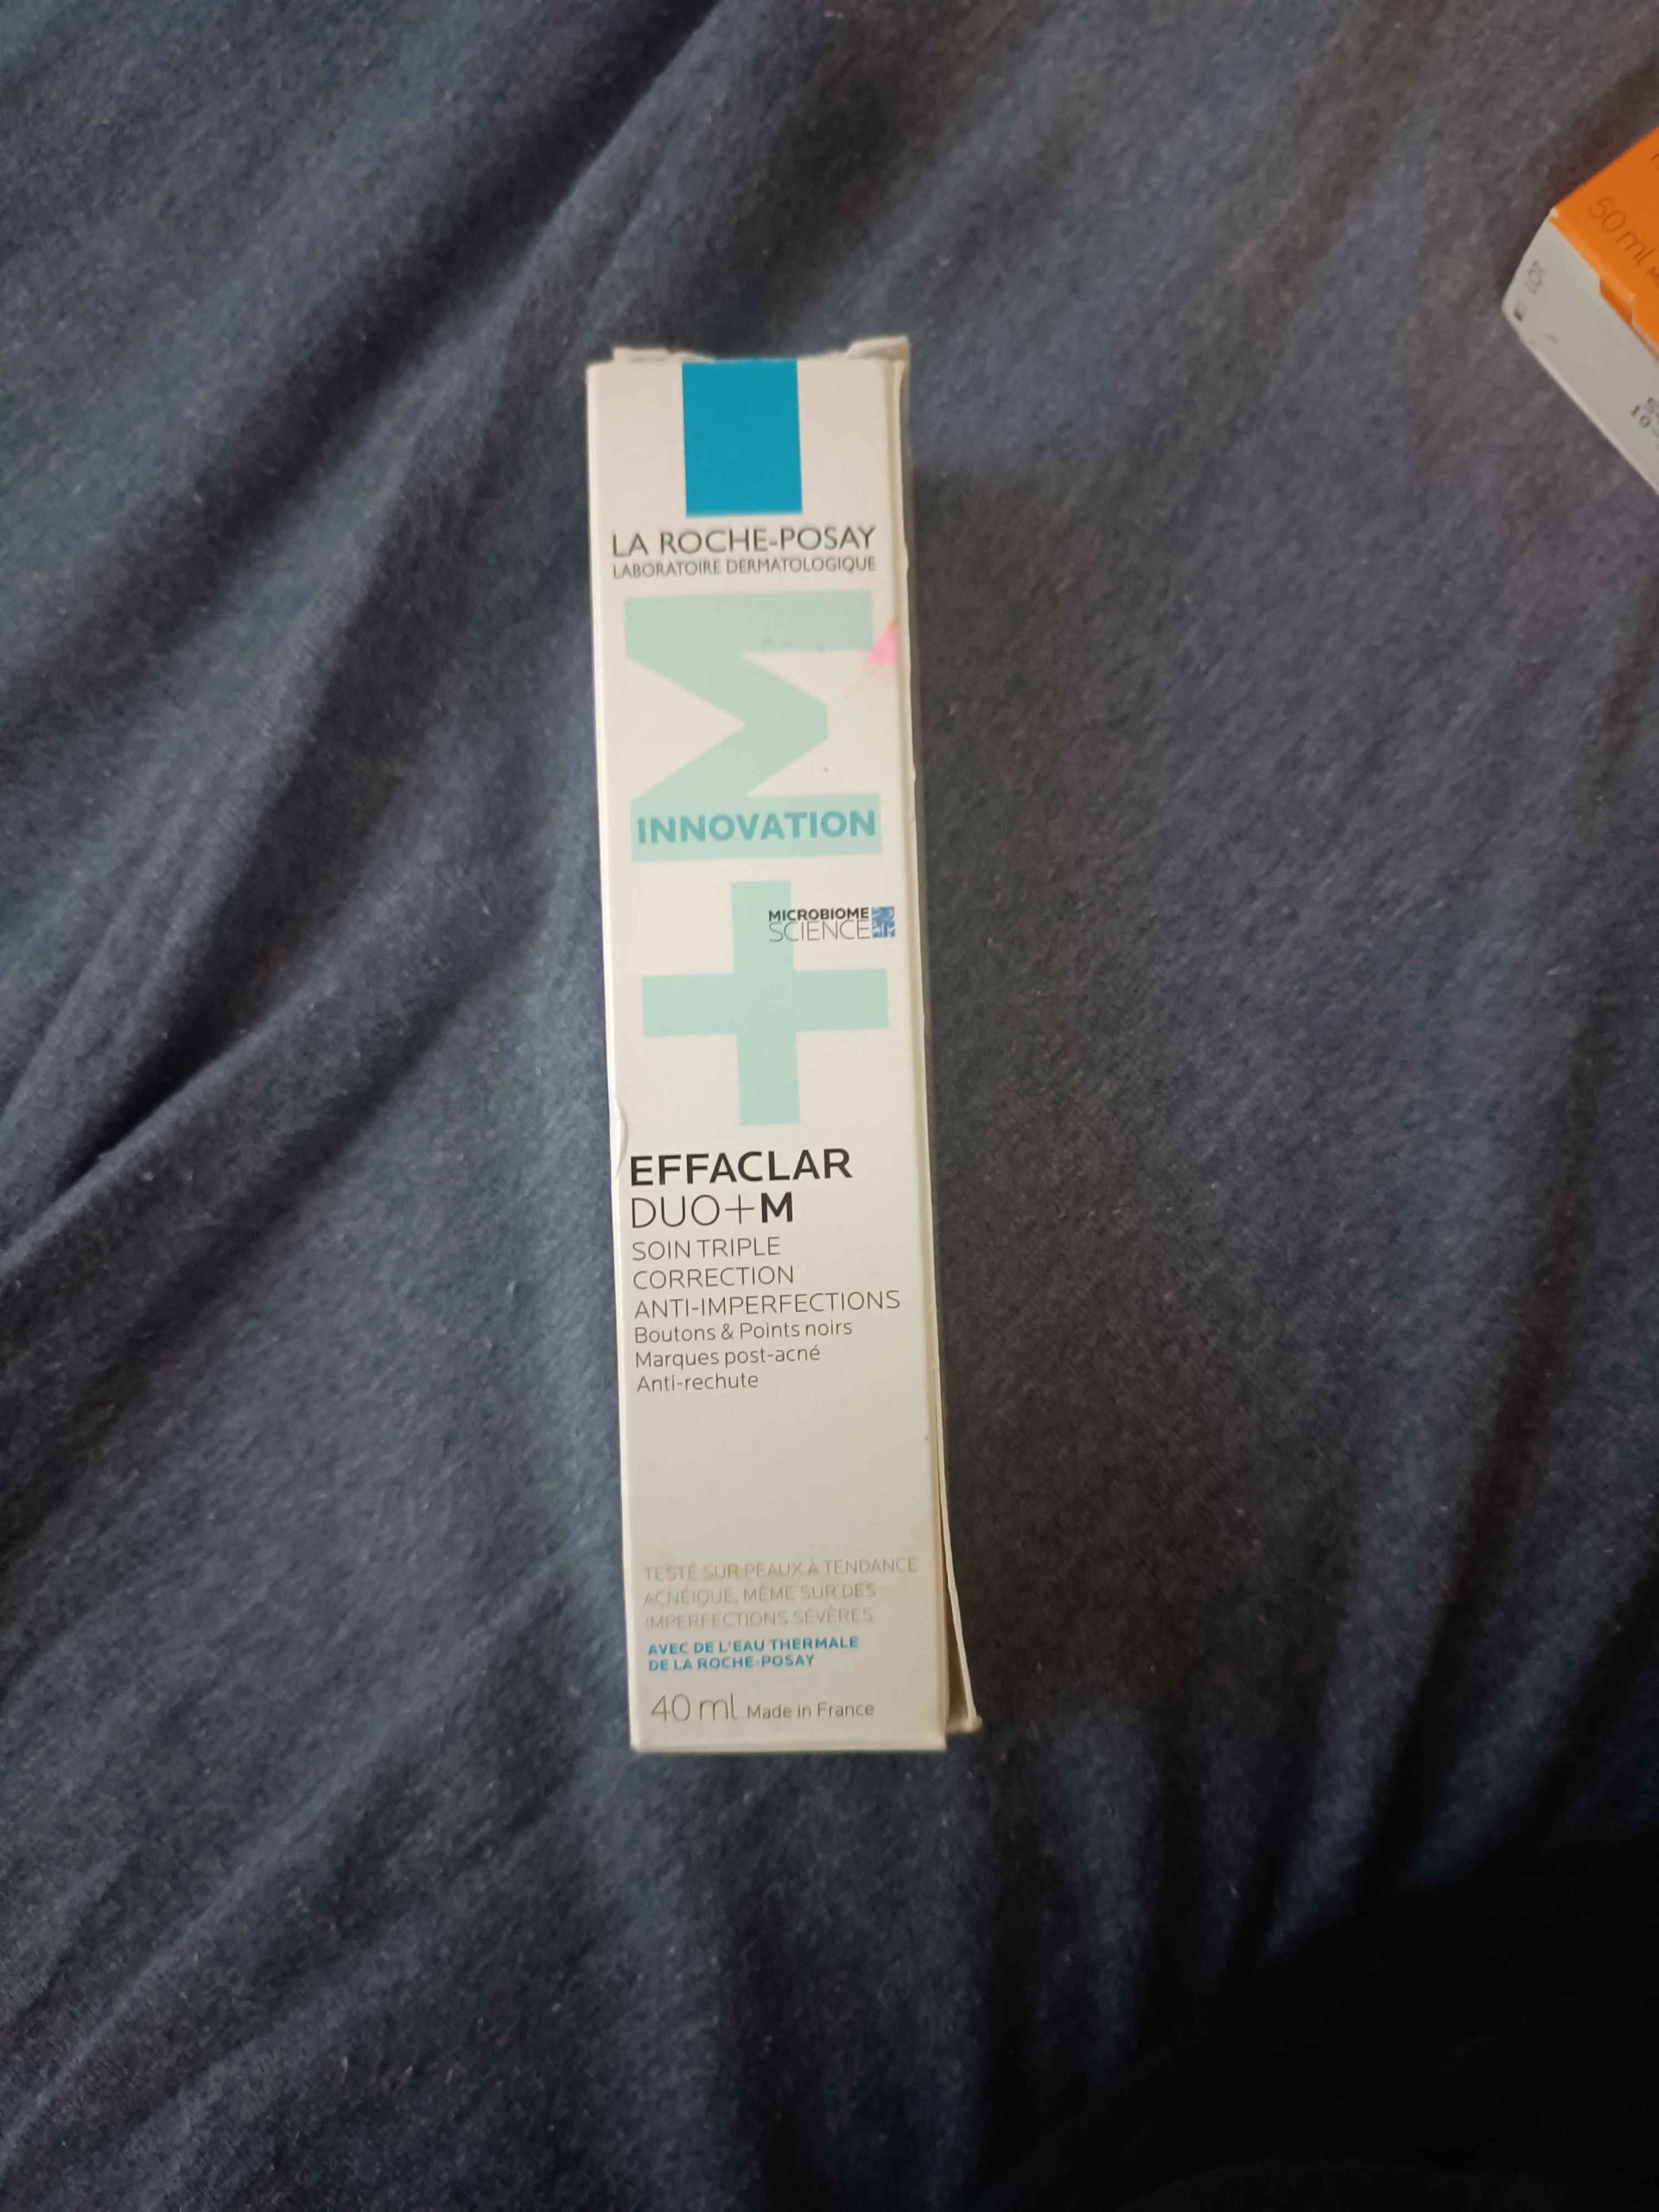 LA ROCHE-POSAY
LABORATOIRE DERMATOLOGIQUE
+M
INNOVATION
MICROBIOME
SCIENCE
EFFACLAR
DUO+M
SOIN TRIPLE
CORRECTION
ANTI-IMPERFECTIONS
Boutons & Points noirs
Marques post-acné
Anti-rechute
TESTÉ SUR PEAUX À TENDANCE
ACNÉIQUE, MÊME SUR DES
IMPERFECTIONS SÉVÈRES
AVEC DE L'EAU THERMALE
DE LA ROCHE-POSAY
40 ml Made in France
50 ml